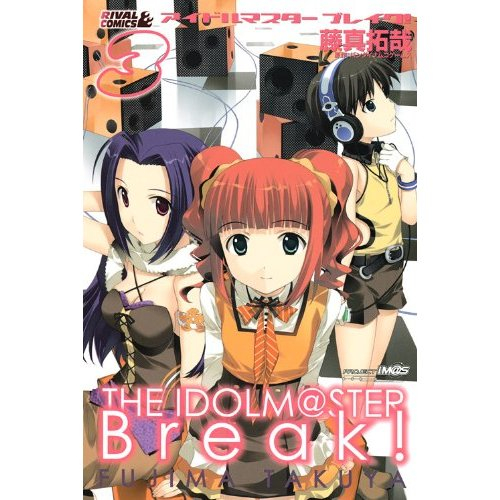 RIVAL COMICS
アイドルマスター ブレイク!
3
藤真拓哉
PROJECT iM@S
THE IDOLM@STER
Break!
FUJIMA TAKUYA